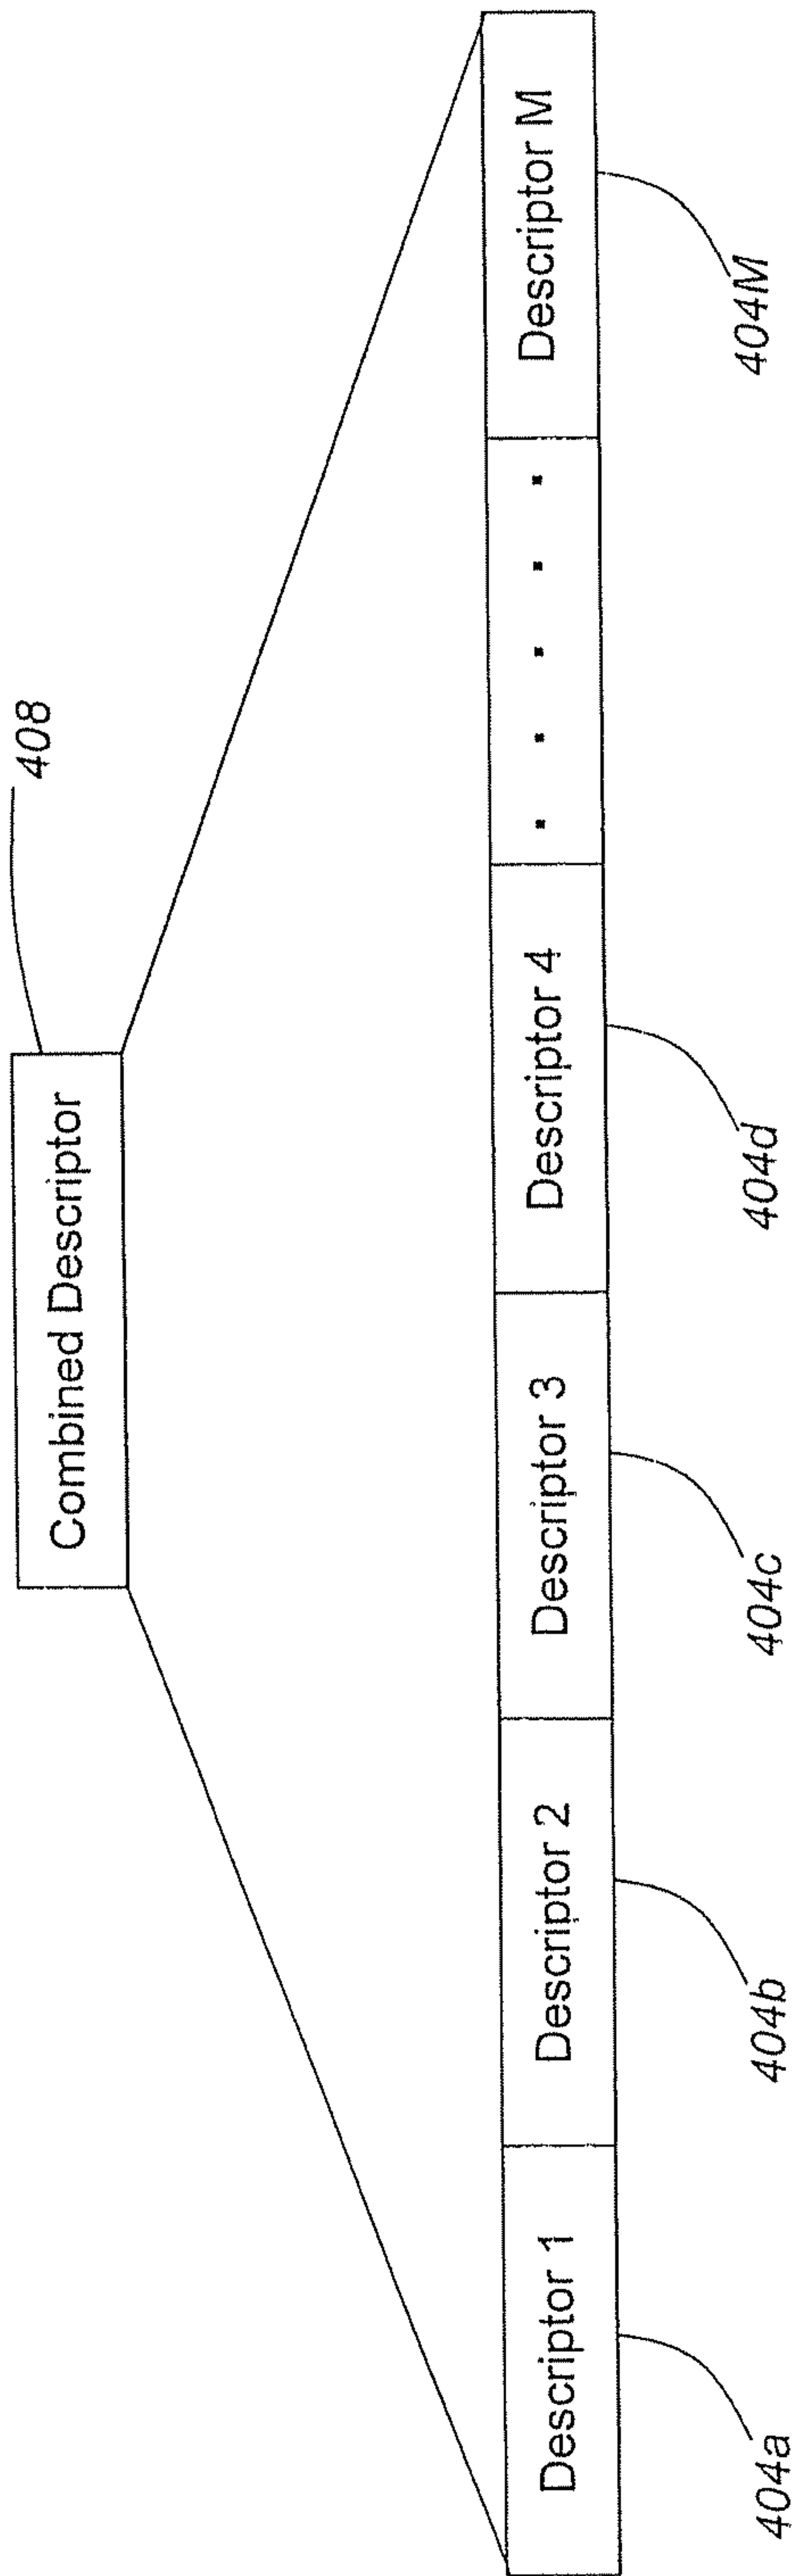 408
Combined Descriptor
Descriptor 1
Descriptor 2
Descriptor 3
Descriptor 4
Descriptor M
404a
404b
404c
404d
404M